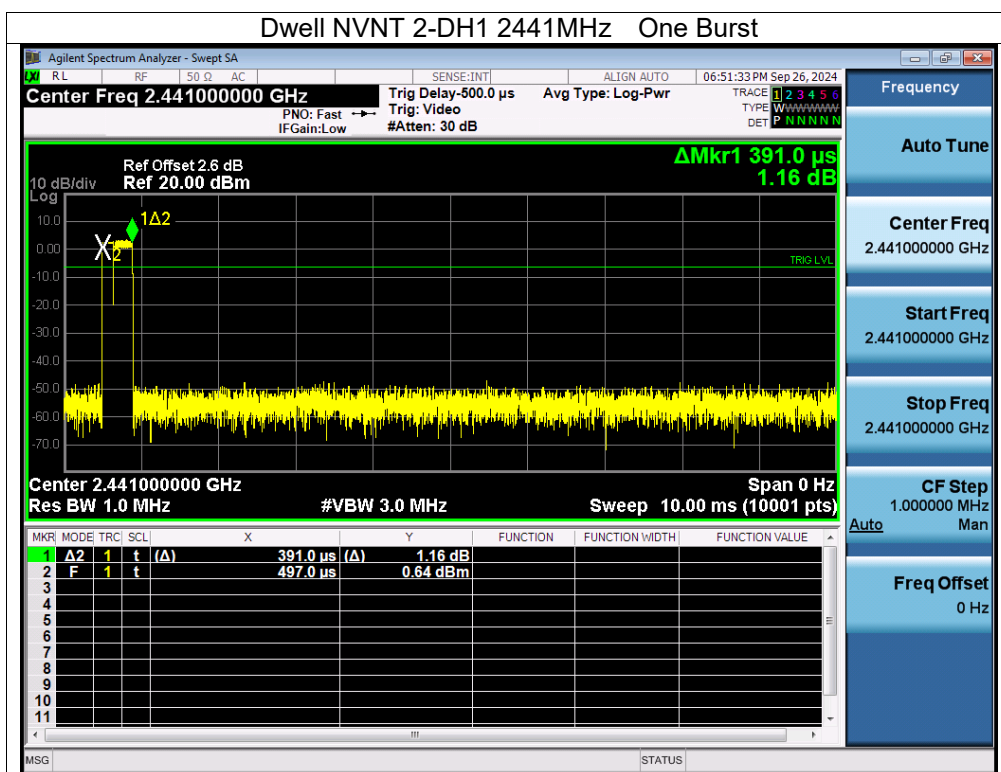 Dwell NVNT 2-DH1 2441MHz One Burst
Agilent Spectrum Analyzer - Swept SA
LXI RL RF 50 Ω AC SENSE:INT ALIGN AUTO 06:51:33 PM Sep 26, 2024
Center Freq 2.441000000 GHz
PNO: Fast
IFGain:Low
Trig Delay-500.0 µs
Trig: Video
#Atten: 30 dB
Avg Type: Log-Pwr
TRACE 1 2 3 4 5 6
TYPE WWWWWWW
DET P N N N N N
ΔMkr1 391.0 µs
1.16 dB
Ref Offset 2.6 dB
10 dB/div Ref 20.00 dBm
Log
10.0
0.00
-10.0
-20.0
-30.0
-40.0
-50.0
-60.0
-70.0
1Δ2
X2
TRIG LVL
Center 2.441000000 GHz Span 0 Hz
Res BW 1.0 MHz #VBW 3.0 MHz Sweep 10.00 ms (10001 pts)
MKR MODE TRC SCL X Y FUNCTION FUNCTION WIDTH FUNCTION VALUE
1 Δ2 1 t (Δ) 391.0 µs (Δ) 1.16 dB
2 F 1 t 497.0 µs 0.64 dBm
3
4
5
6
7
8
9
10
11
MSG STATUS
Frequency
Auto Tune
Center Freq
2.441000000 GHz
Start Freq
2.441000000 GHz
Stop Freq
2.441000000 GHz
CF Step
1.000000 MHz
Auto Man
Freq Offset
0 Hz